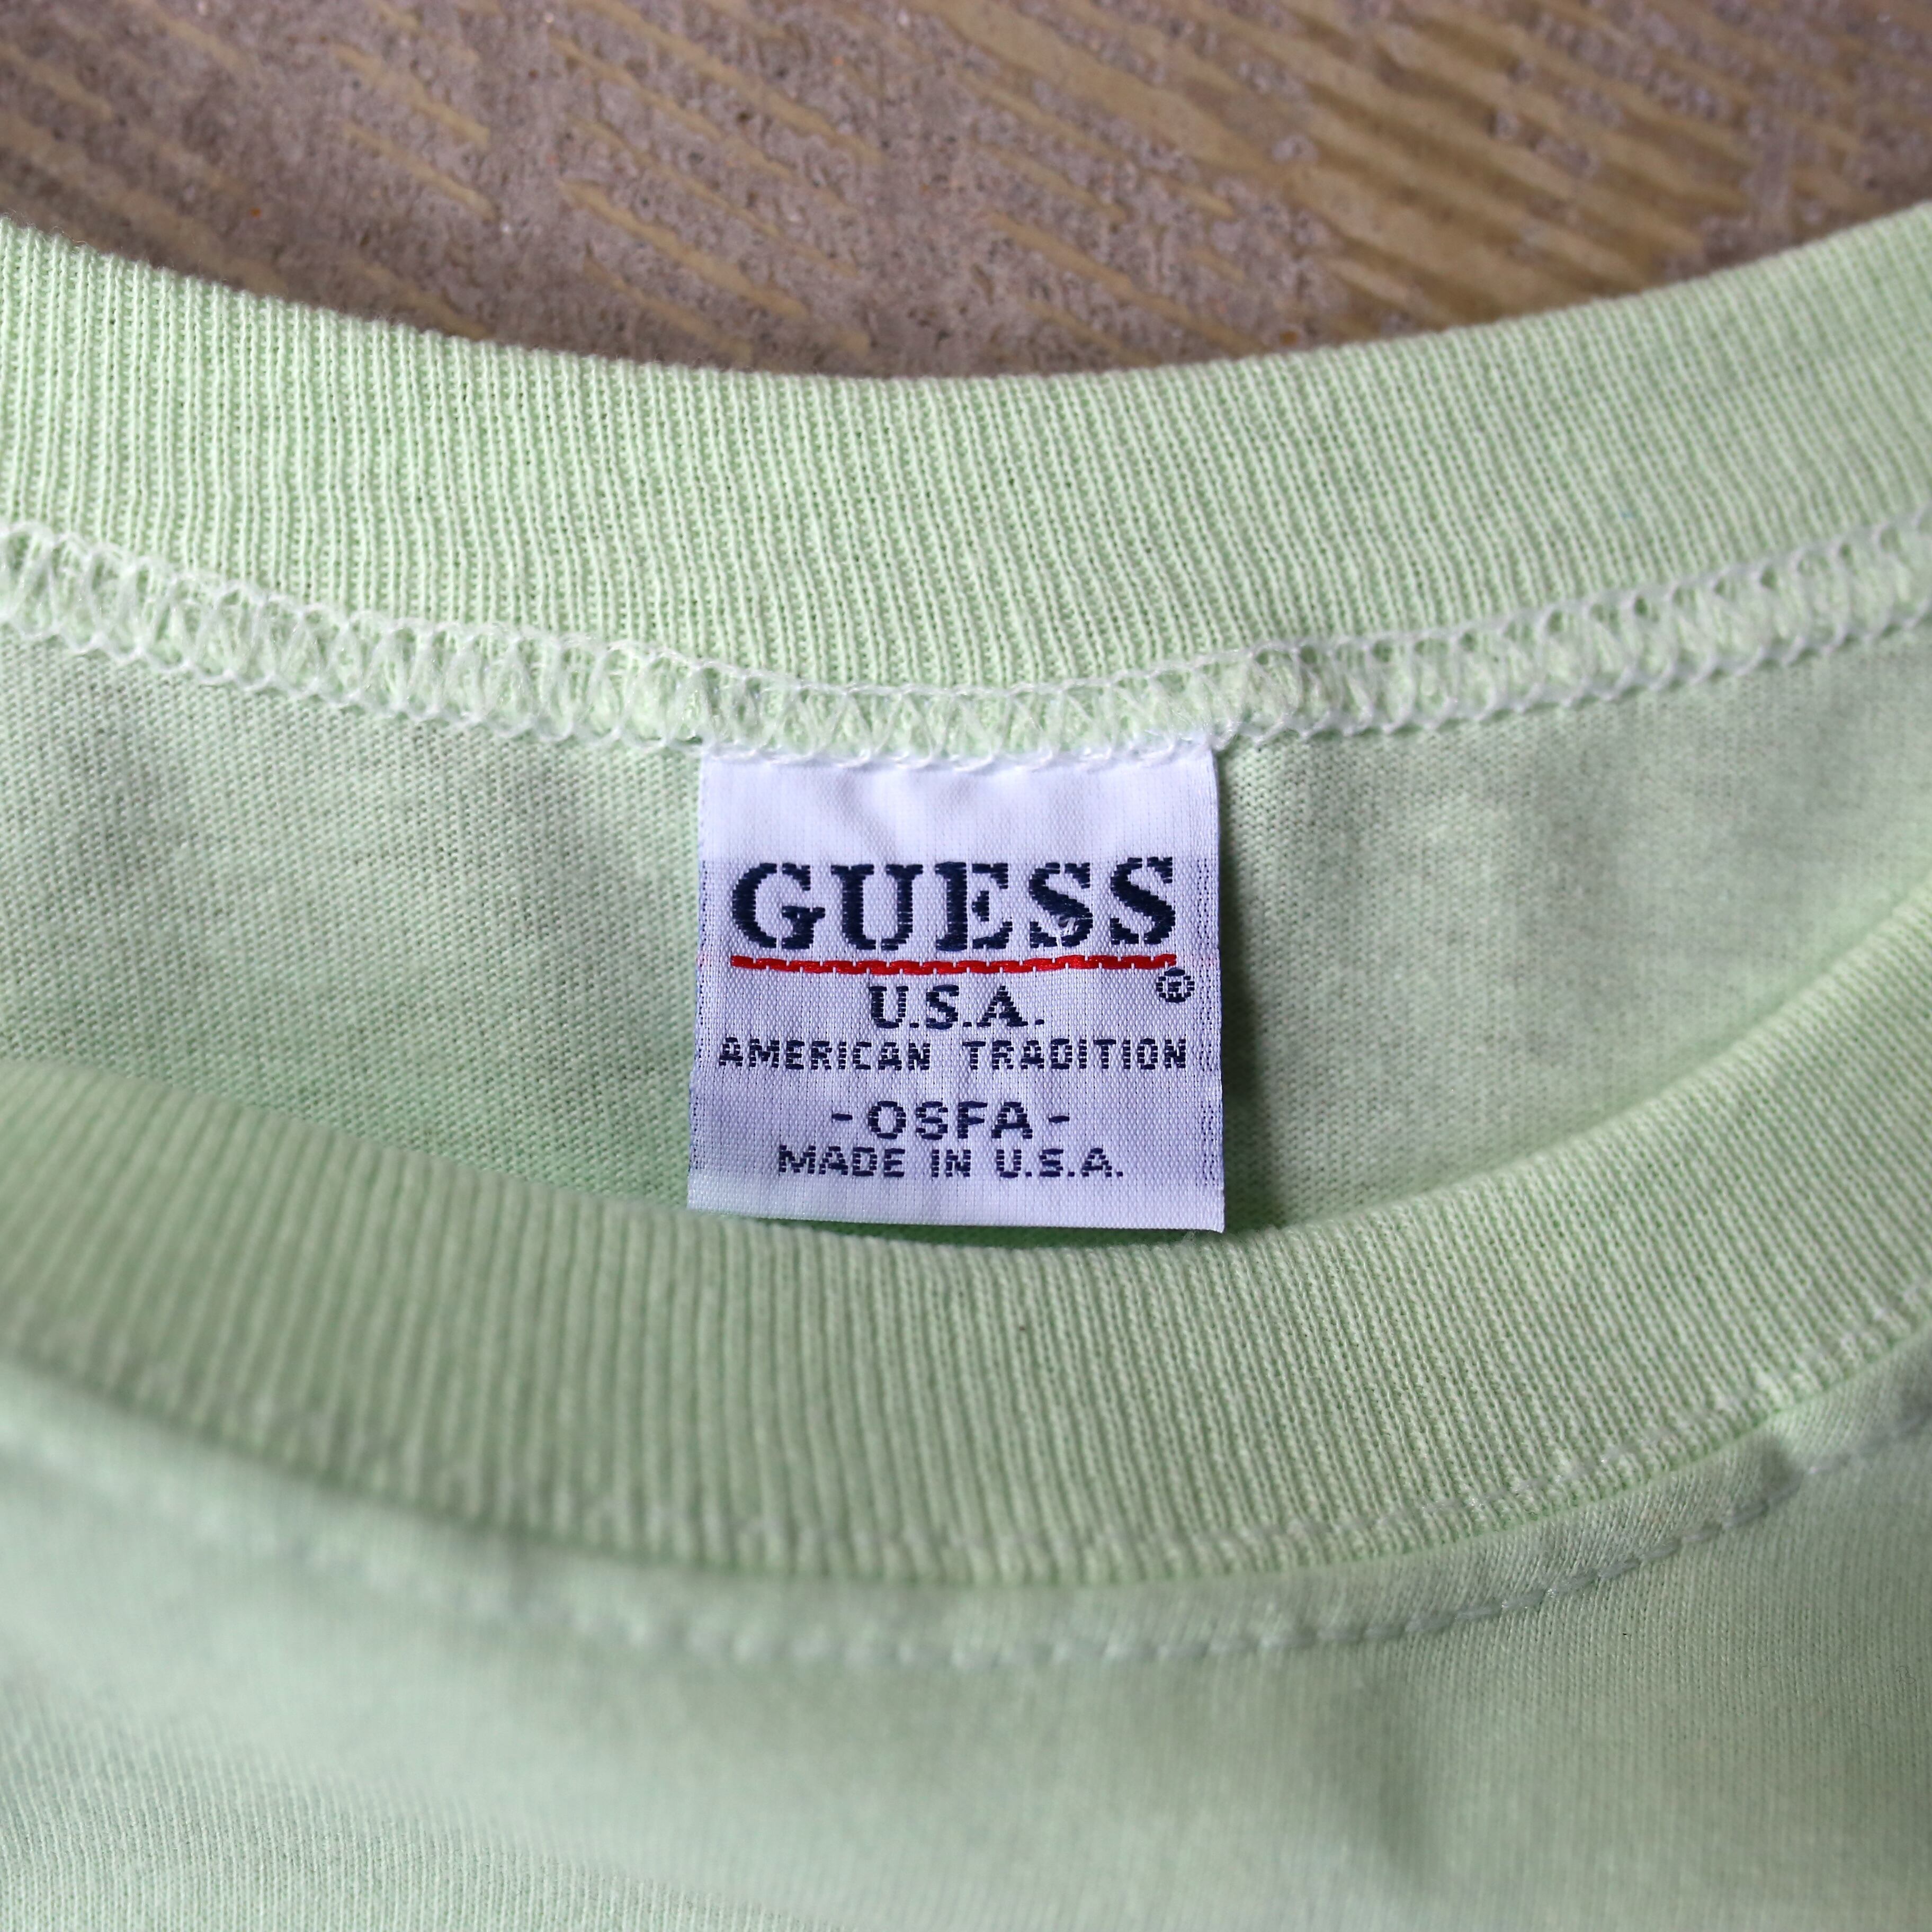 GUESS
®
U.S.A.
AMERICAN TRADITION
-OSFA-
MADE IN U.S.A.